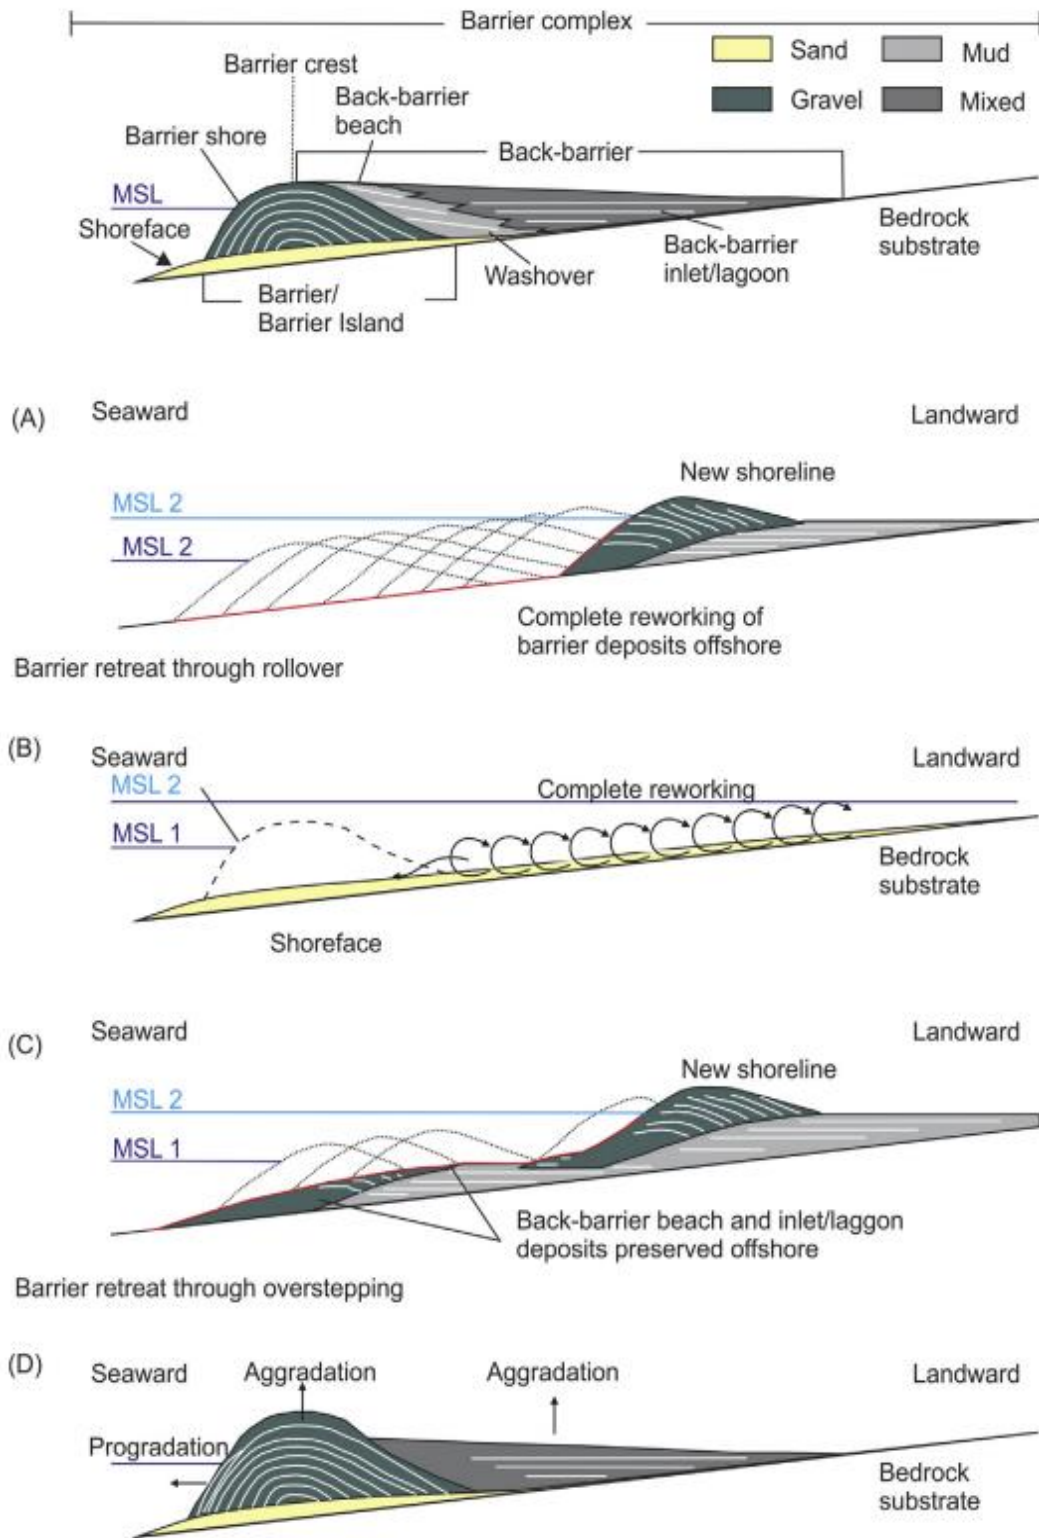 Barrier complex
Sand
Mud
Gravel
Mixed
Barrier crest
Back-barrier
beach
Barrier shore
Back-barrier
MSL
Shoreface
Bedrock
substrate
Back-barrier
inlet/lagoon
Washover
Barrier/
Barrier Island
(A)
Seaward
Landward
New shoreline
MSL 2
MSL 2
Complete reworking of
barrier deposits offshore
Barrier retreat through rollover
(B)
Seaward
Landward
MSL 2
Complete reworking
MSL 1
Bedrock
substrate
Shoreface
(C)
Seaward
Landward
New shoreline
MSL 2
MSL 1
Back-barrier beach and inlet/laggon
deposits preserved offshore
Barrier retreat through overstepping
(D)
Seaward
Aggradation
Aggradation
Landward
Progradation
Bedrock
substrate